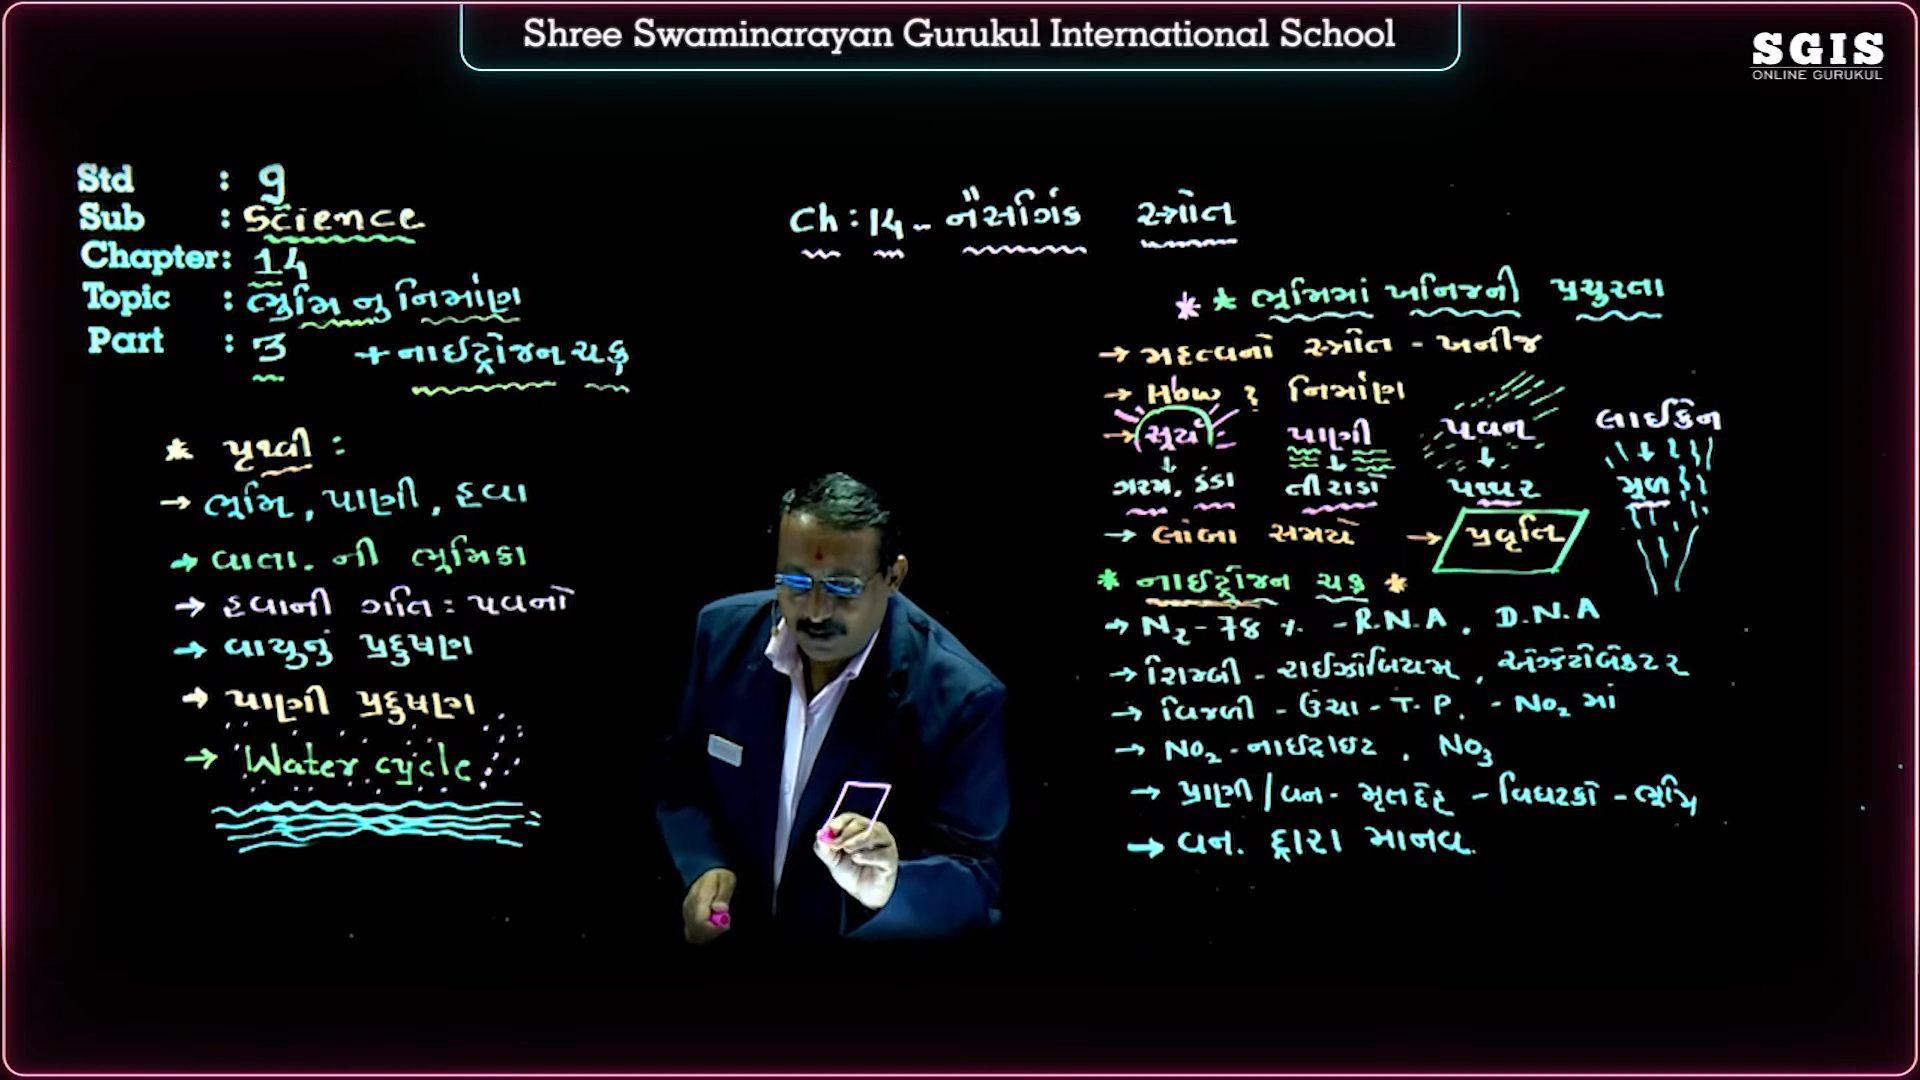 Shree Swaminarayan Gurukul International School
SGIS
ONLINE GURUKUL
Std : 9
Sub : Science
Chapter: 14
Topic : ભુમિ નુ નિર્માણ
Part : 3 + નાઈટ્રોજન ચક્ર
Ch : 14 - નૈસર્ગિક સ્ત્રોત
* પૃથ્વી :
→ ભૂમિ, પાણી, હવા
→ વાતા. ની ભૂમિકા
→ હવાની ગતિ : પવનો
→ વાયુનું પ્રદુષણ
→ પાણી પ્રદુષણ
→ Water cycle
* * ભૂમિમાં ખનિજની પ્રચુરતા
→ મહત્વનો સ્ત્રોત - ખનીજ
→ How ? નિર્માણ
→ સૂર્ય પાણી પવન લાઈકેન
↓ ↓ ↓ ↓
ગરમ, ઠંડા તીરાડો પથ્થર મૂળ
→ લાંબા સમયે → પ્રવૃતિ
* નાઈટ્રોજન ચક્ર *
→ N₂ - 78 % - R.N.A , D.N.A
→ શિમ્બી - રાઈઝોબિયમ , એઝેટોબેક્ટર
→ વિજળી - ઉંચા - T. P. - NO₂ માં
→ NO₂ - નાઈટ્રાઇટ , NO₃
→ પ્રાણી / વન - મૃતદેહ - વિઘટકો - ભૂમિ
→ વન. દ્વારા માનવ.